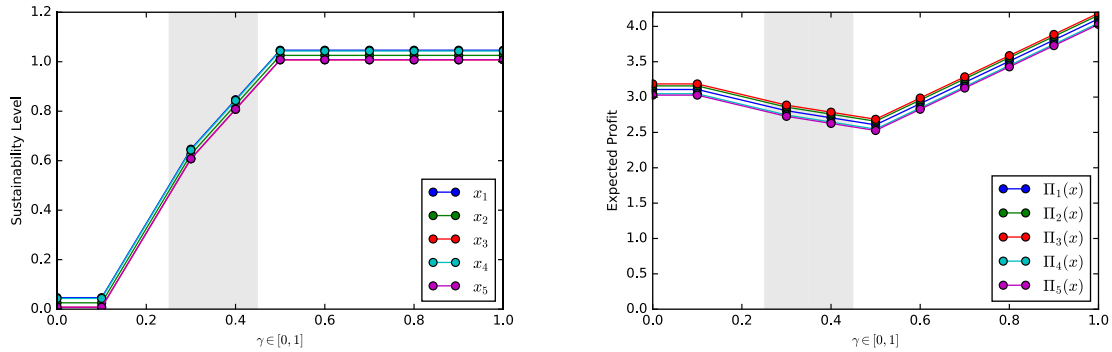 Sustainability Level
1.2
1.0
0.8
0.6
0.4
0.2
0.0
x₁
x₂
x₃
x₄
x₅
0.0 0.2 0.4 0.6 0.8 1.0
γ∈[0,1]
Expected Profit
4.0
3.5
3.0
2.5
2.0
1.5
1.0
0.5
0.0
Π₁(x)
Π₂(x)
Π₃(x)
Π₄(x)
Π₅(x)
0.0 0.2 0.4 0.6 0.8 1.0
γ∈[0,1]